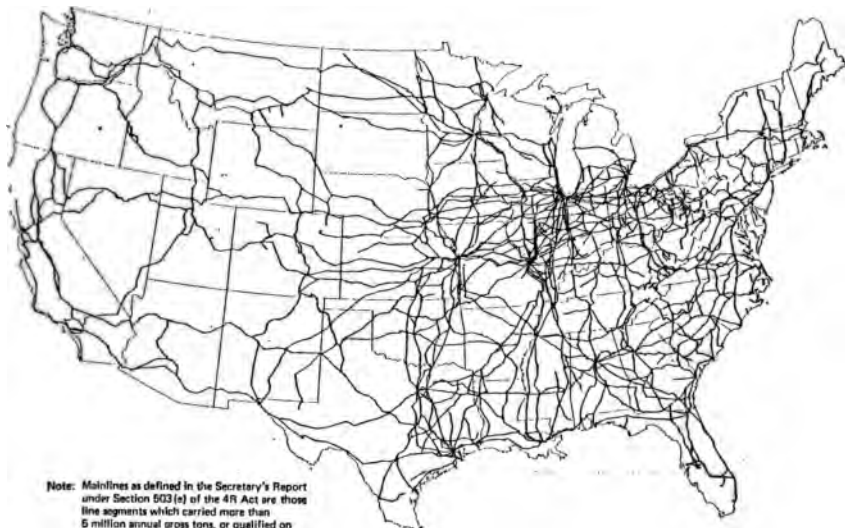 Note: Mainlines as defined in the Secretary's Report
under Section 503(e) of the 4R Act are those
line segments which carried more than
5 million annual gross tons, or qualified on